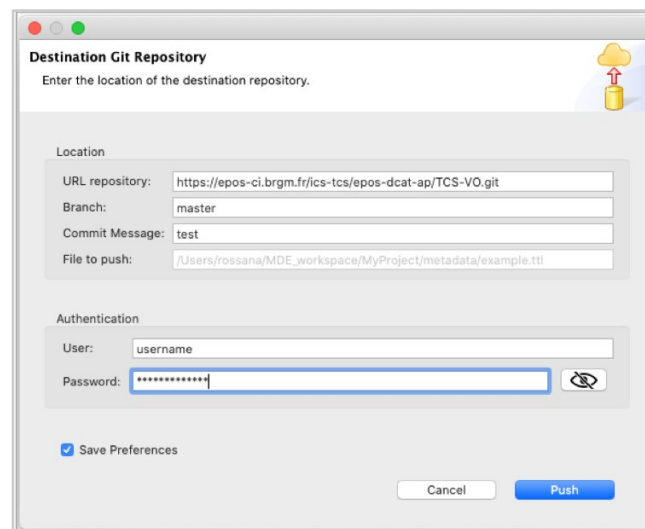 Destination Git Repository
Enter the location of the destination repository.
Location
URL repository: https://epos-ci.brgm.fr/ics-tcs/epos-dcat-ap/TCS-VO.git
Branch: master
Commit Message: test
File to push: /Users/rossana/MDE_workspace/MyProject/metadata/example.ttl
Authentication
User: username
Password: *************
Save Preferences
Cancel Push